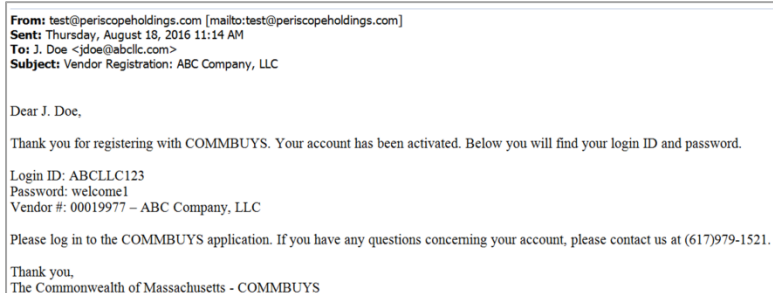 From: test@periscopeholdings.com [mailto:test@periscopeholdings.com]
Sent: Thursday, August 18, 2016 11:14 AM
To: J. Doe <jdoe@abcllc.com>
Subject: Vendor Registration: ABC Company, LLC
Dear J. Doe,
Thank you for registering with COMMBUYS. Your account has been activated. Below you will find your login ID and password.
Login ID: ABCLLC123
Password: welcome1
Vendor #: 00019977 – ABC Company, LLC
Please log in to the COMMBUYS application. If you have any questions concerning your account, please contact us at (617)979-1521.
Thank you,
The Commonwealth of Massachusetts - COMMBUYS